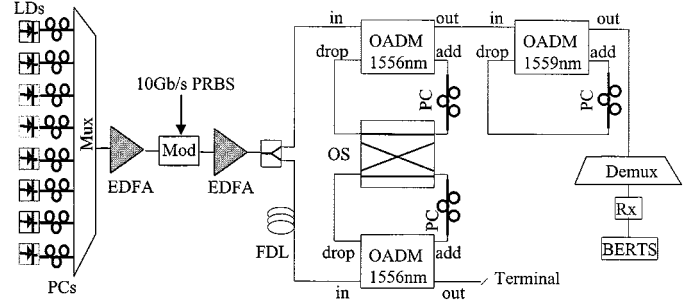 LDs
PCs
Mux
EDFA
10Gb/s PRBS
Mod
EDFA
FDL
in
out
drop
add
OADM
1556nm
PC
OS
PC
drop
add
OADM
1556nm
in
out
Terminal
in
out
drop
add
OADM
1559nm
PC
Demux
Rx
BERTS